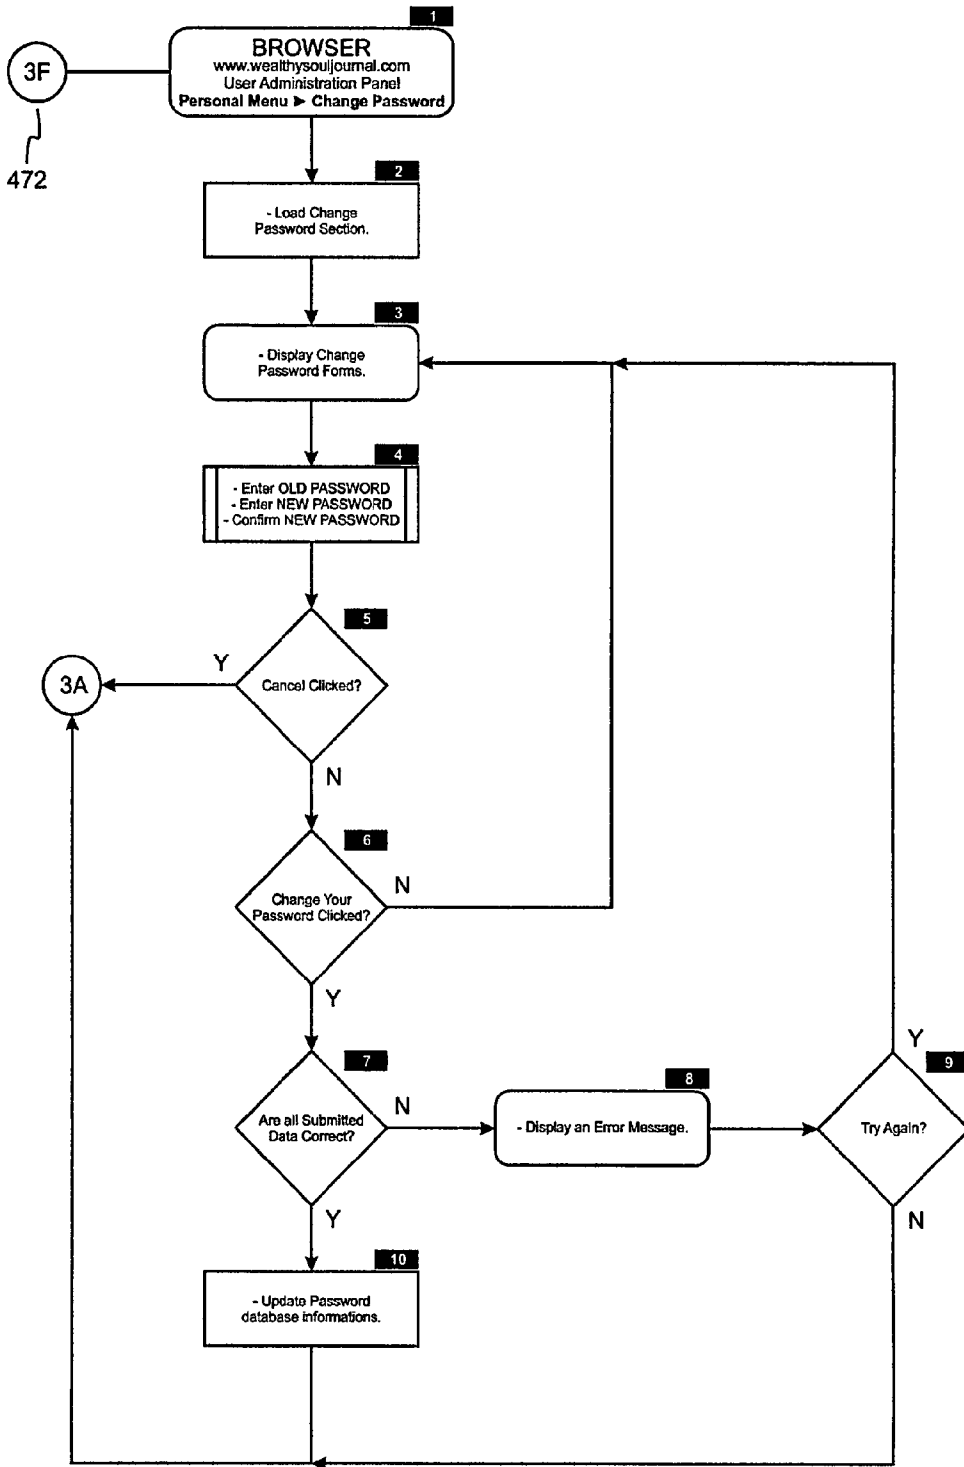 1
3F
BROWSER
www.wealthysouljournal.com
User Administration Panel
Personal Menu ► Change Password
472
2
- Load Change
Password Section.
3
- Display Change
Password Forms.
4
- Enter OLD PASSWORD
- Enter NEW PASSWORD
- Confirm NEW PASSWORD
5
Y
3A
Cancel Clicked?
N
6
N
Change Your
Password Clicked?
Y
7
N
Are all Submitted
Data Correct?
8
- Display an Error Message.
Y
9
Try Again?
N
Y
10
- Update Password
database informations.